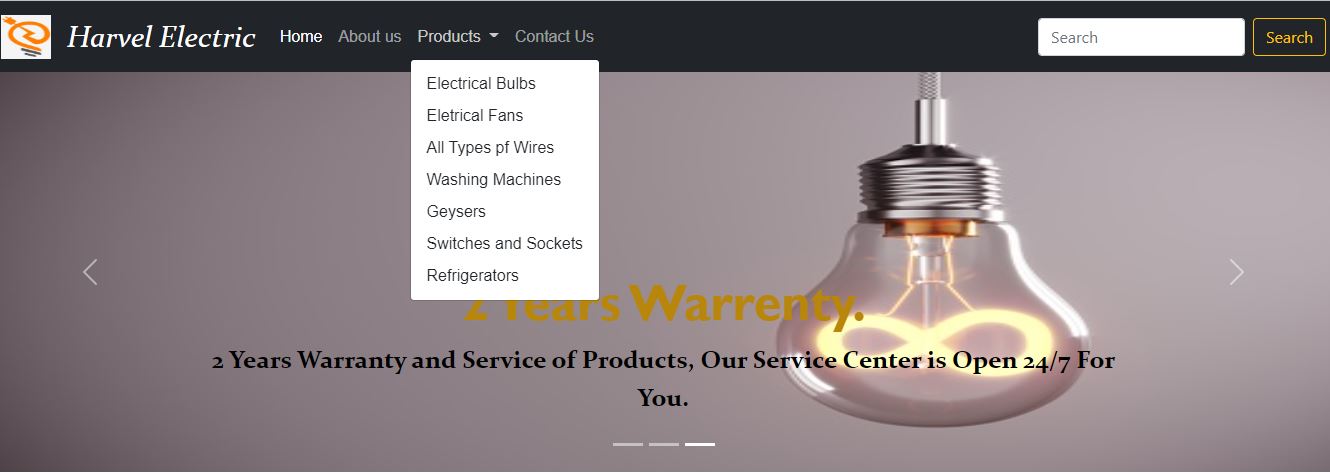 Harvel Electric
Home
About us
Products
Contact Us
Search
Search
Electrical Bulbs
Eletrical Fans
All Types pf Wires
Washing Machines
Geysers
Switches and Sockets
Refrigerators
2 Years Warrenty.
2 Years Warranty and Service of Products, Our Service Center is Open 24/7 For
You.